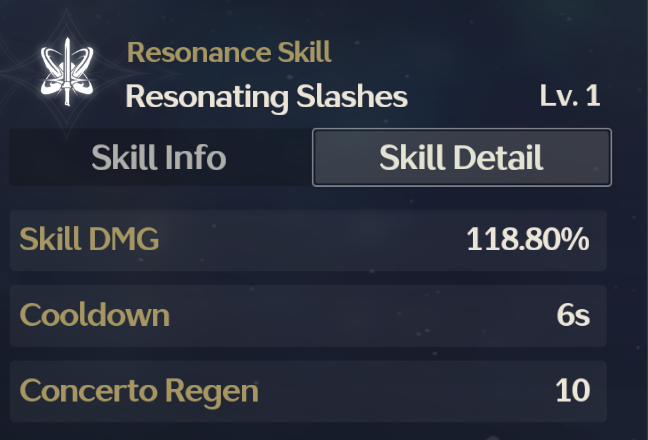 Resonance Skill
Resonating Slashes Lv. 1
Skill Info Skill Detail
Skill DMG 118.80%
Cooldown 6s
Concerto Regen 10